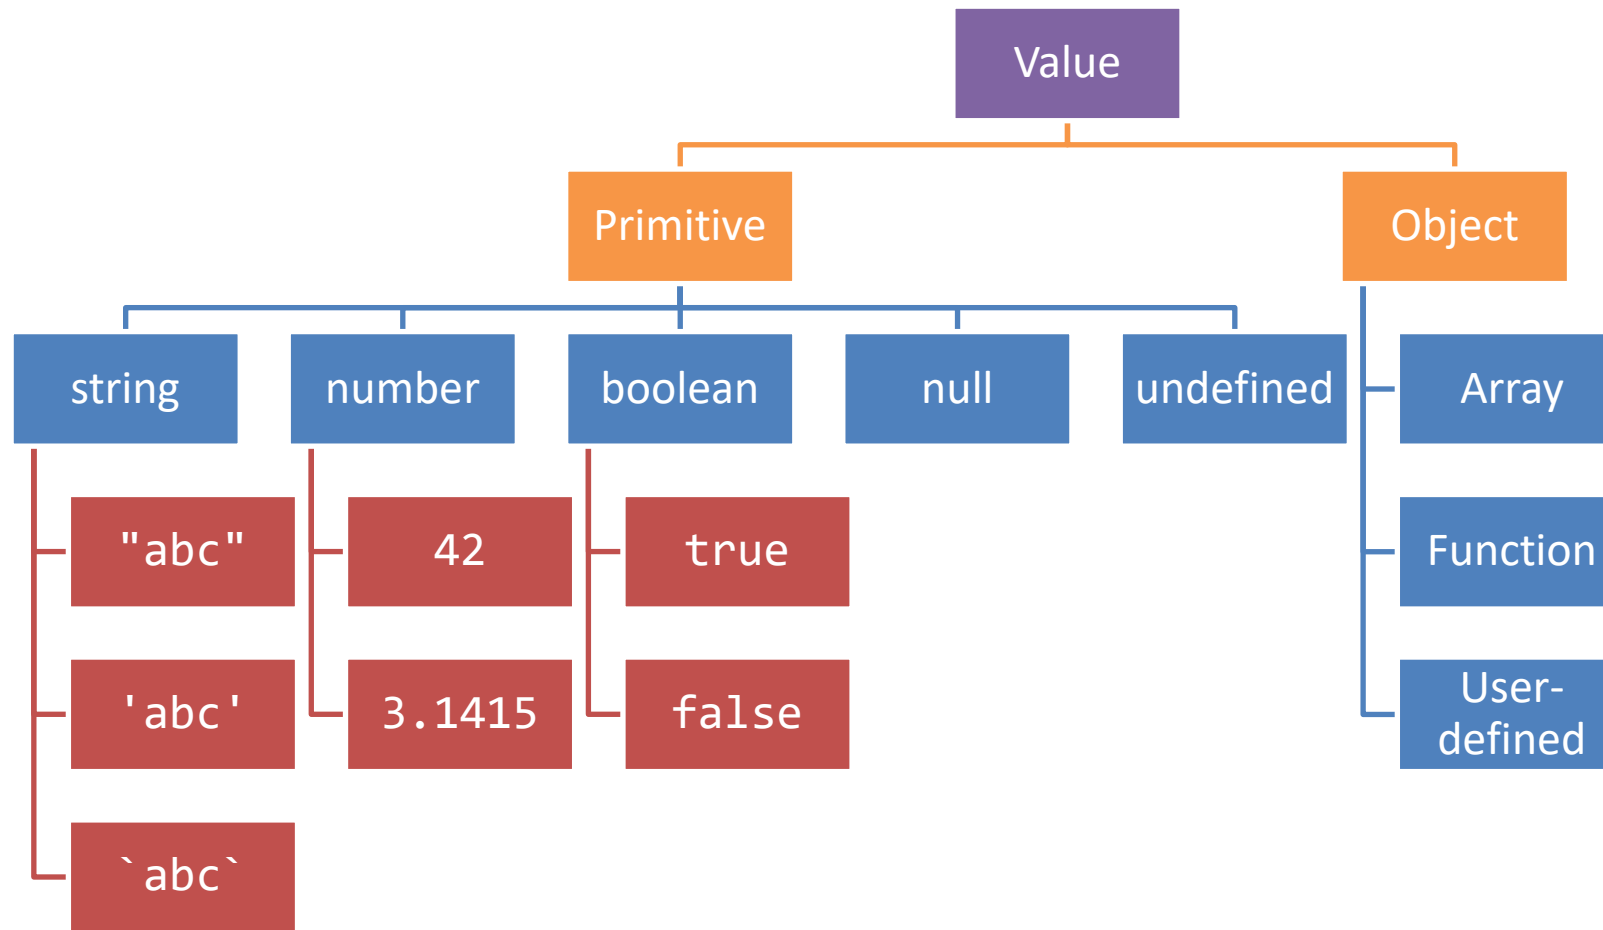 Value
Primitive
Object
string
number
boolean
null
undefined
Array
"abc"
42
true
Function
'abc'
3.1415
false
User-
defined
`abc`